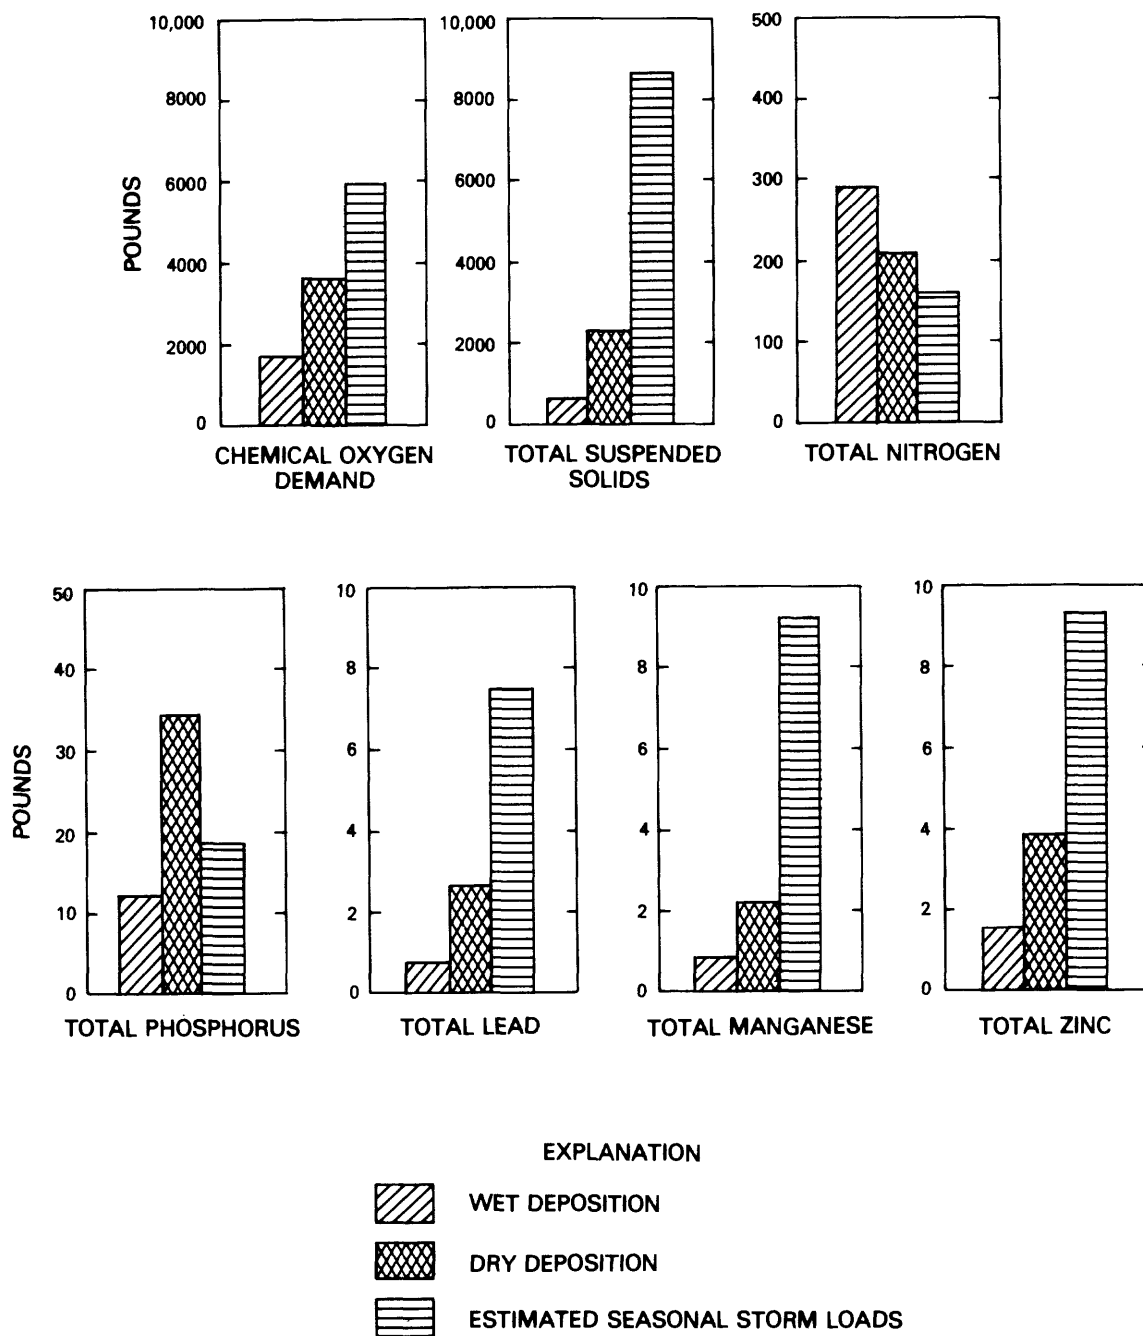 10,000
8000
6000
4000
2000
0
POUNDS
CHEMICAL OXYGEN
DEMAND
10,000
8000
6000
4000
2000
0
TOTAL SUSPENDED
SOLIDS
500
400
300
200
100
0
TOTAL NITROGEN
50
40
30
20
10
0
POUNDS
TOTAL PHOSPHORUS
10
8
6
4
2
0
TOTAL LEAD
10
8
6
4
2
0
TOTAL MANGANESE
10
8
6
4
2
0
TOTAL ZINC
EXPLANATION
WET DEPOSITION
DRY DEPOSITION
ESTIMATED SEASONAL STORM LOADS